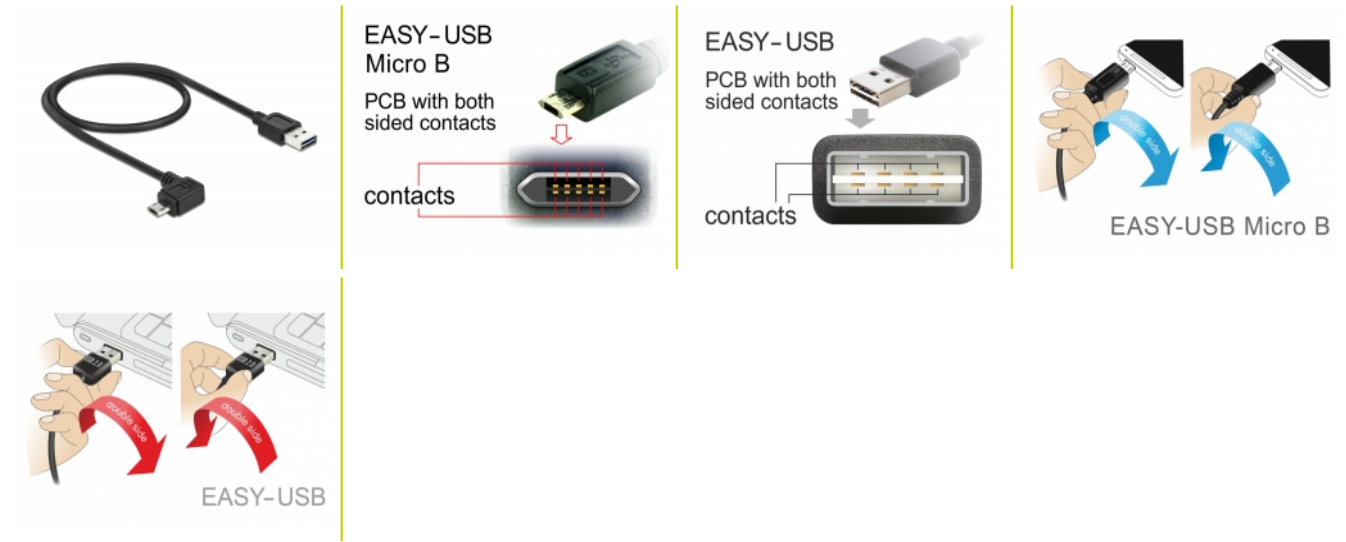 EASY-USB
Micro B
PCB with both
sided contacts
contacts
EASY-USB
PCB with both
sided contacts
contacts
double side
double side
EASY-USB Micro B
double side
double side
EASY-USB